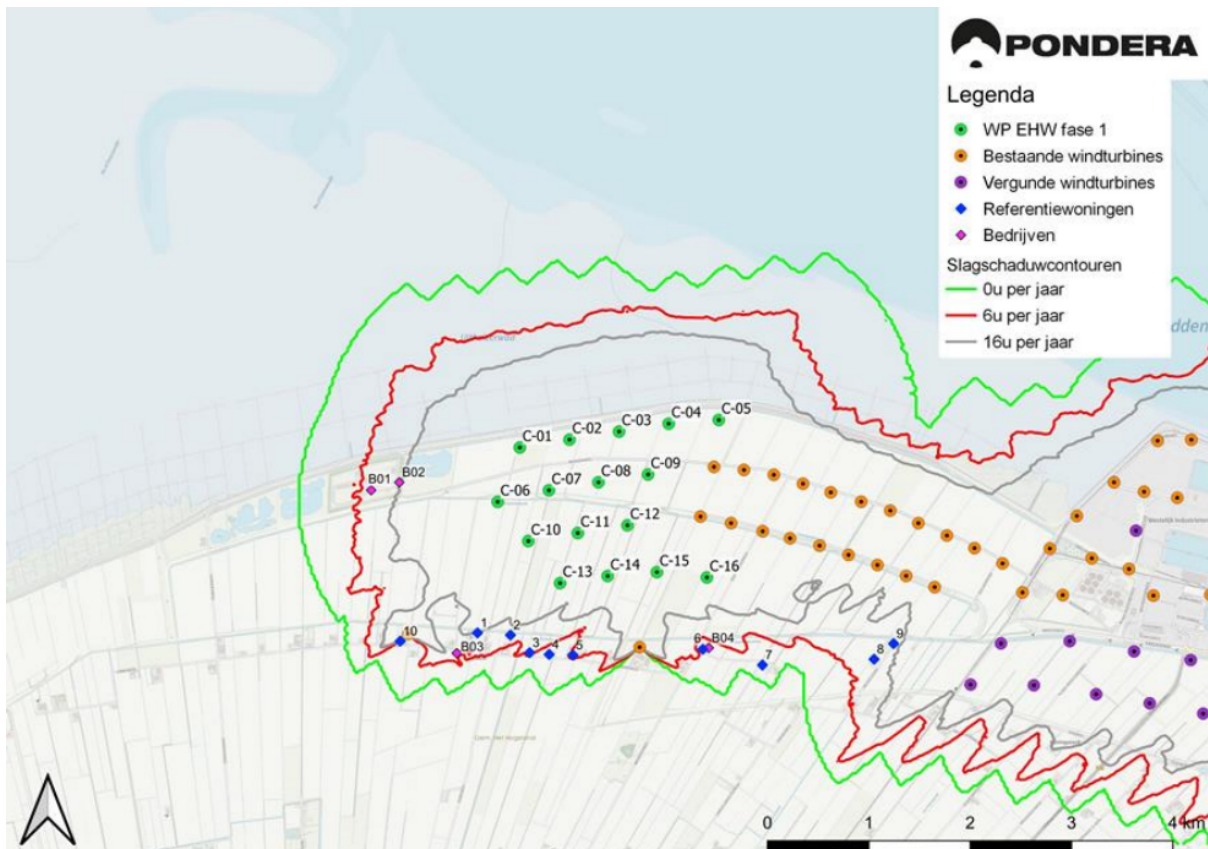 PONDERA
Legenda
WP EHW fase 1
Bestaande windturbines
Vergunde windturbines
Referentiewoningen
Bedrijven
Slagschaduwcontouren
0u per jaar
6u per jaar
16u per jaar
dden
C-05
C-04
C-03
C-02
C-01
C-09
C-08
C-07
C-06
B02
B01
C-12
C-11
C-10
C-15
C-14
C-13
C-16
1
2
10
3
4
5
B03
6
B04
7
8
9
0
1
2
3
4 km